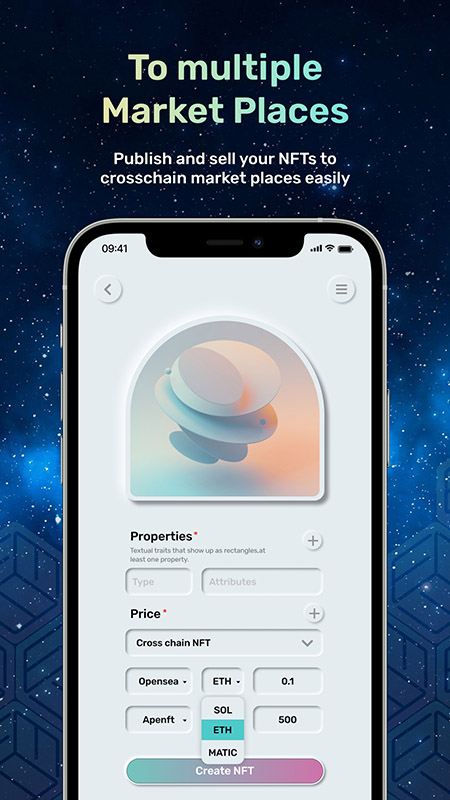 To multiple
Market Places
Publish and sell your NFTs to
crosschain market places easily
09:41
Properties*
Textual traits that show up as rectangles,at
least one property.
Type
Attributes
Price*
Cross chain NFT
Opensea
ETH
0.1
SOL
Apenft
ETH
500
MATIC
Create NFT